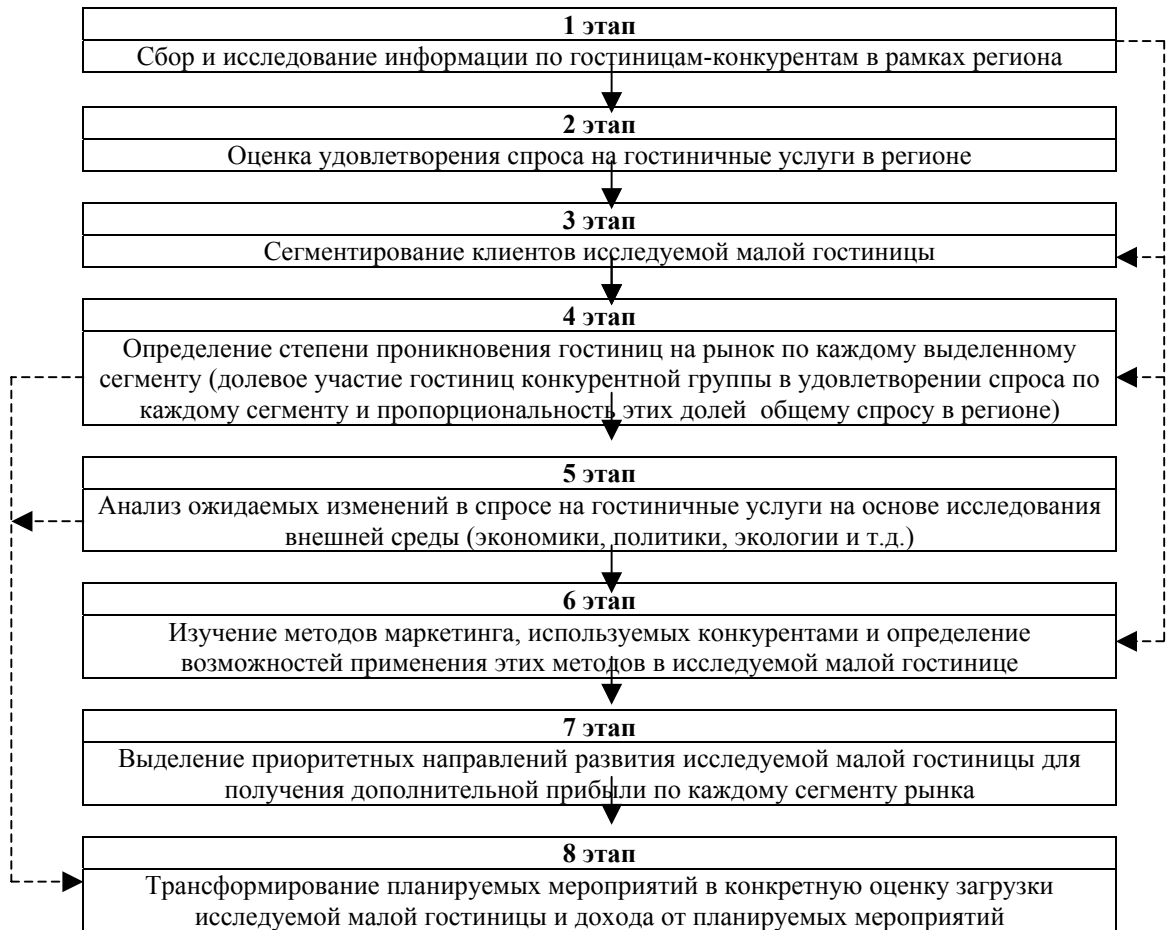 1 этап
Сбор и исследование информации по гостиницам-конкурентам в рамках региона
2 этап
Оценка удовлетворения спроса на гостиничные услуги в регионе
3 этап
Сегментирование клиентов исследуемой малой гостиницы
4 этап
Определение степени проникновения гостиниц на рынок по каждому выделенному
сегменту (долевое участие гостиниц конкурентной группы в удовлетворении спроса по
каждому сегменту и пропорциональность этих долей общему спросу в регионе)
5 этап
Анализ ожидаемых изменений в спросе на гостиничные услуги на основе исследования
внешней среды (экономики, политики, экологии и т.д.)
6 этап
Изучение методов маркетинга, используемых конкурентами и определение
возможностей применения этих методов в исследуемой малой гостинице
7 этап
Выделение приоритетных направлений развития исследуемой малой гостиницы для
получения дополнительной прибыли по каждому сегменту рынка
8 этап
Трансформирование планируемых мероприятий в конкретную оценку загрузки
исследуемой малой гостиницы и дохода от планируемых мероприятий